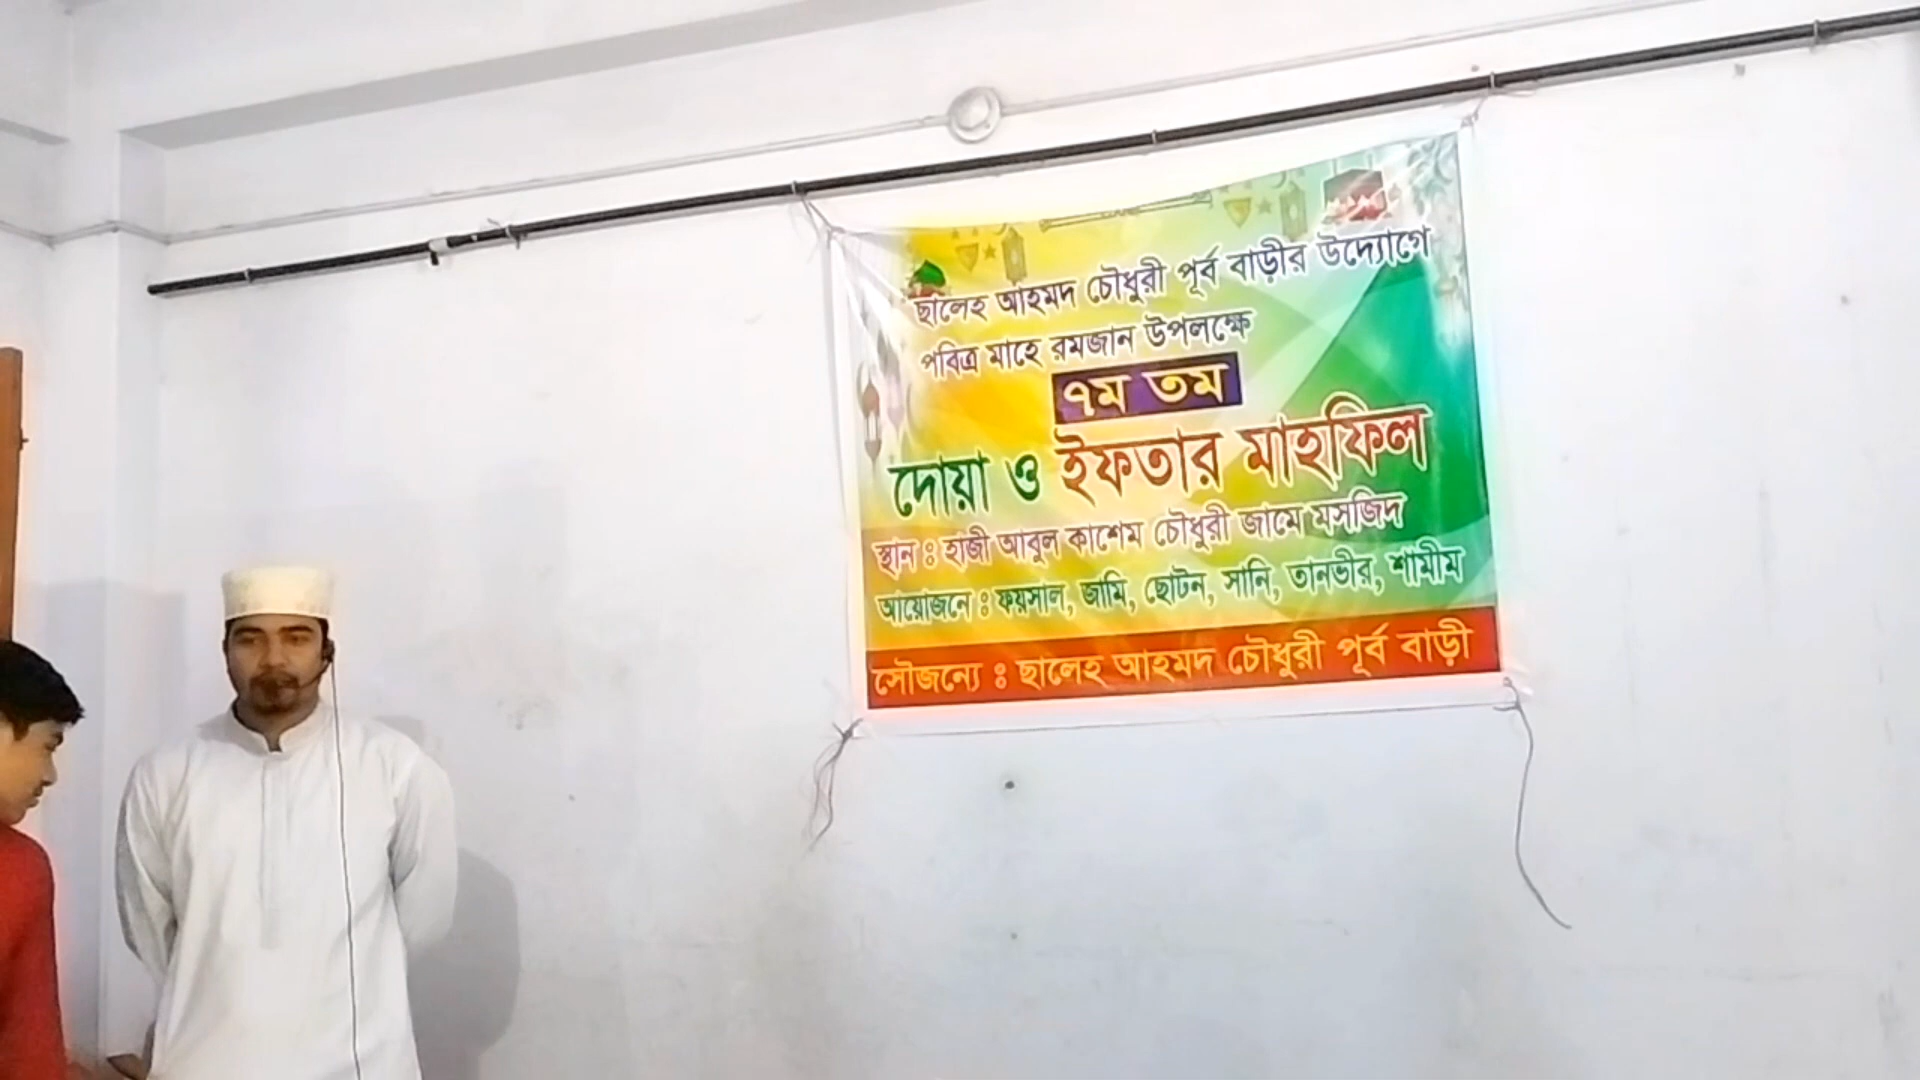 ছালেহ আহমদ চৌধুরী পূর্ব বাড়ীর উদ্যোগে
পবিত্র মাহে রমজান উপলক্ষে
৭ম তম
দোয়া ও ইফতার মাহফিল
স্থান ঃ হাজী আবুল কাশেম চৌধুরী জামে মসজিদ
আয়োজনে ঃ ফয়সাল, জামি, ছোটন, সানি, তানভীর, শামীম
সৌজন্যে ঃ ছালেহ আহমদ চৌধুরী পূর্ব বাড়ী